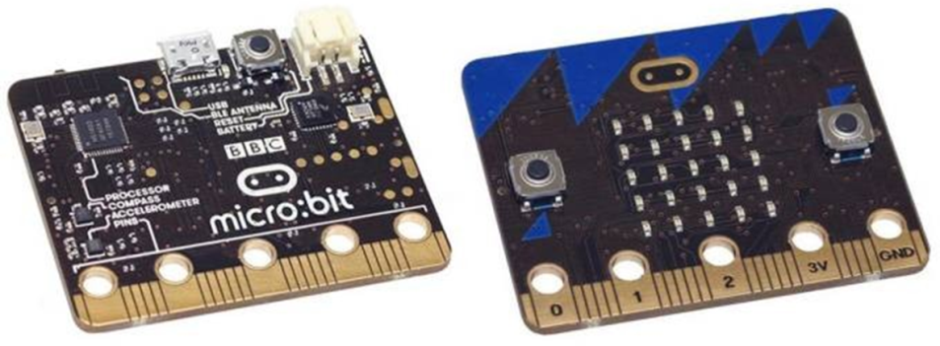 USB
BLE ANTENNA
RESET
BATTERY
BBC
micro:bit
PROCESSOR
COMPASS
ACCELEROMETER
PINS
0
1
2
3V
GND